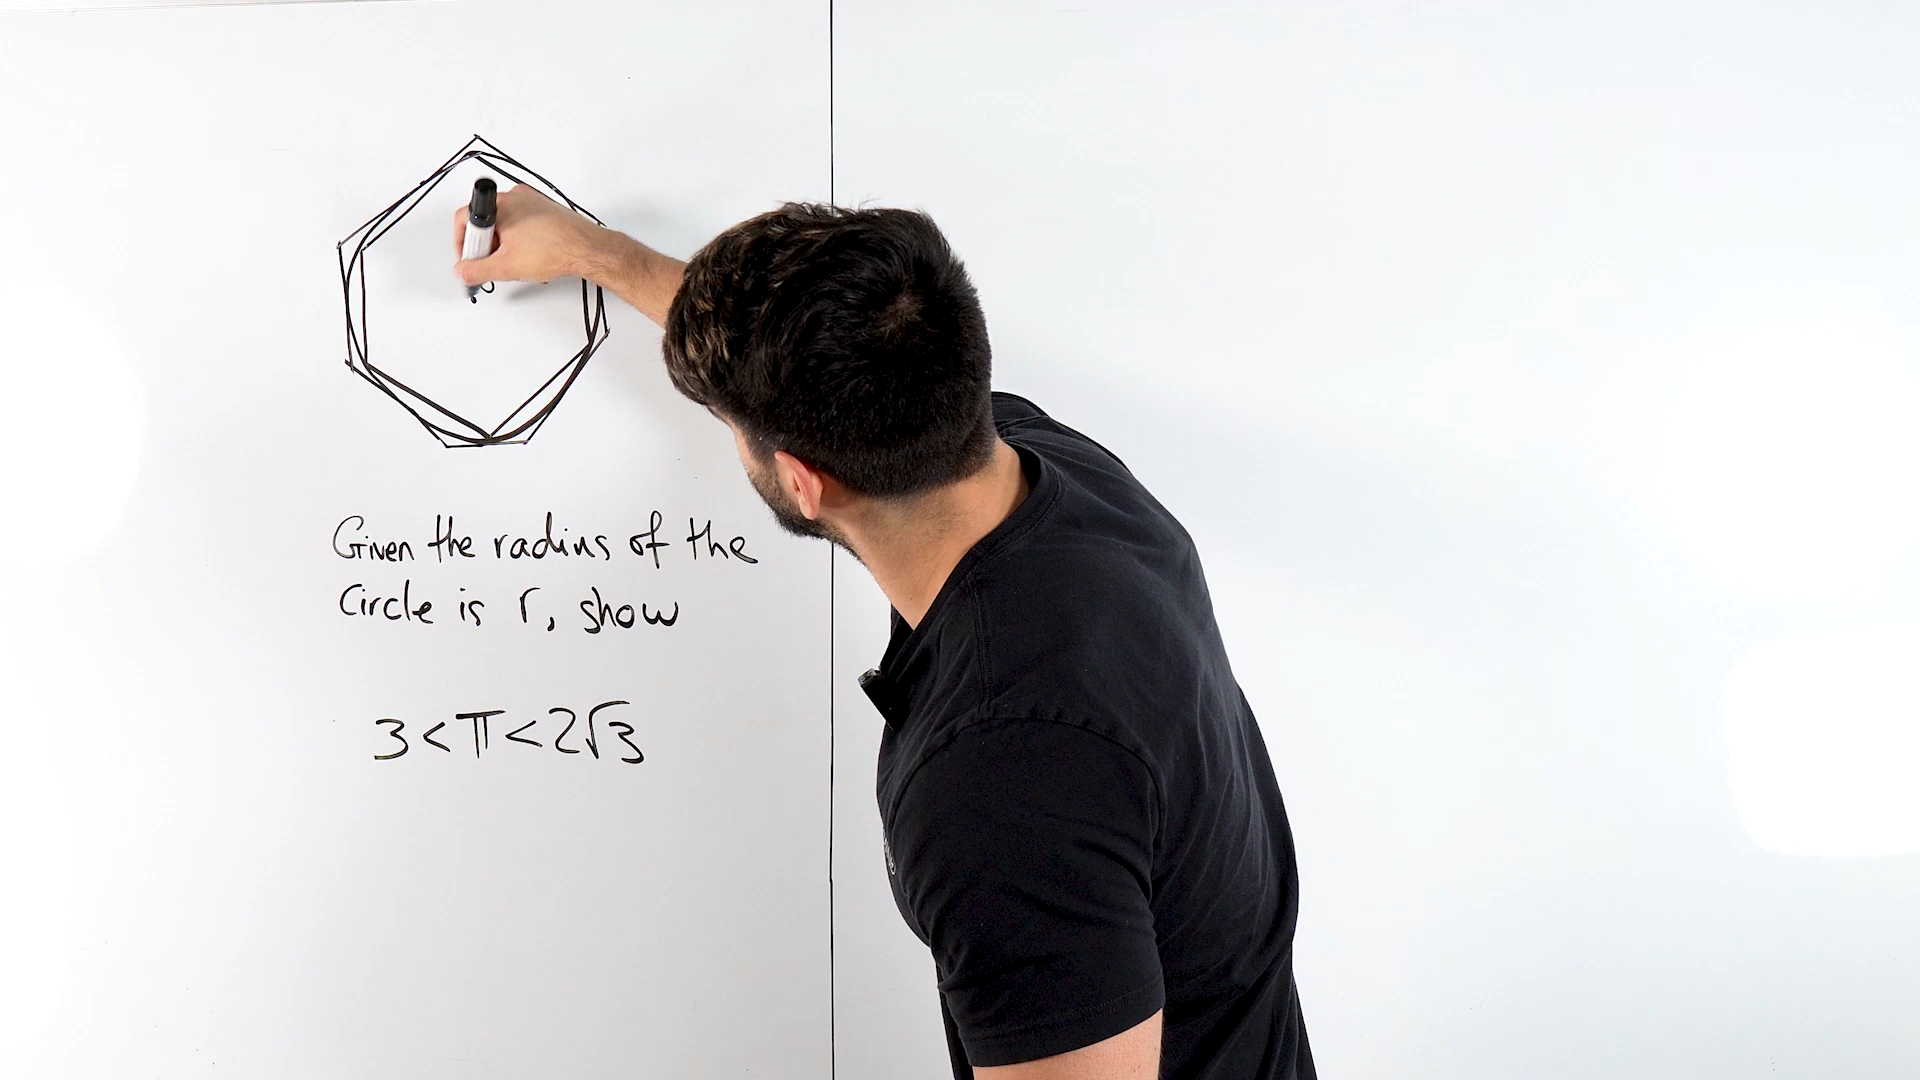 Given the radius of the
Circle is r, show
3 < π < 2√3